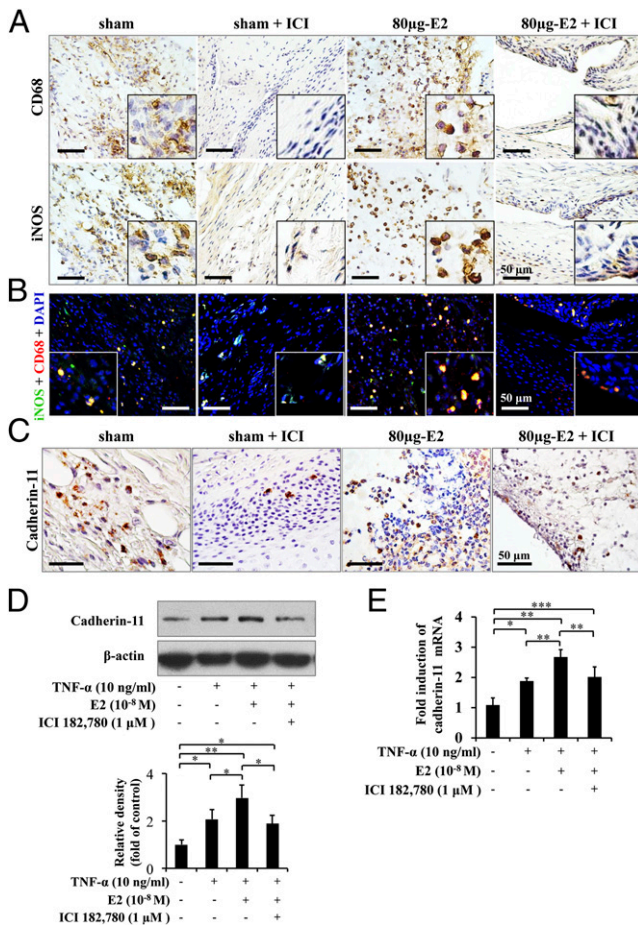 A
sham
sham + ICI
80µg-E2
80µg-E2 + ICI
CD68
iNOS
50 µm
B
iNOS + CD68 + DAPI
50 µm
C
sham
sham + ICI
80µg-E2
80µg-E2 + ICI
Cadherin-11
50 µm
D
Cadherin-11
β-actin
TNF-α (10 ng/ml) - + + +
E2 (10⁻⁸ M) - - + +
ICI 182,780 (1 µM ) - - - +
Relative density
(fold of control)
6
4
2
0
*
**
*
*
*
TNF-α (10 ng/ml) - + + +
E2 (10⁻⁸ M) - - + +
ICI 182,780 (1 µM ) - - - +
E
Fold induction of
cadherin-11 mRNA
4
3
2
1
0
***
**
*
**
**
TNF-α (10 ng/ml) - + + +
E2 (10⁻⁸ M) - - + +
ICI 182,780 (1 µM ) - - - +